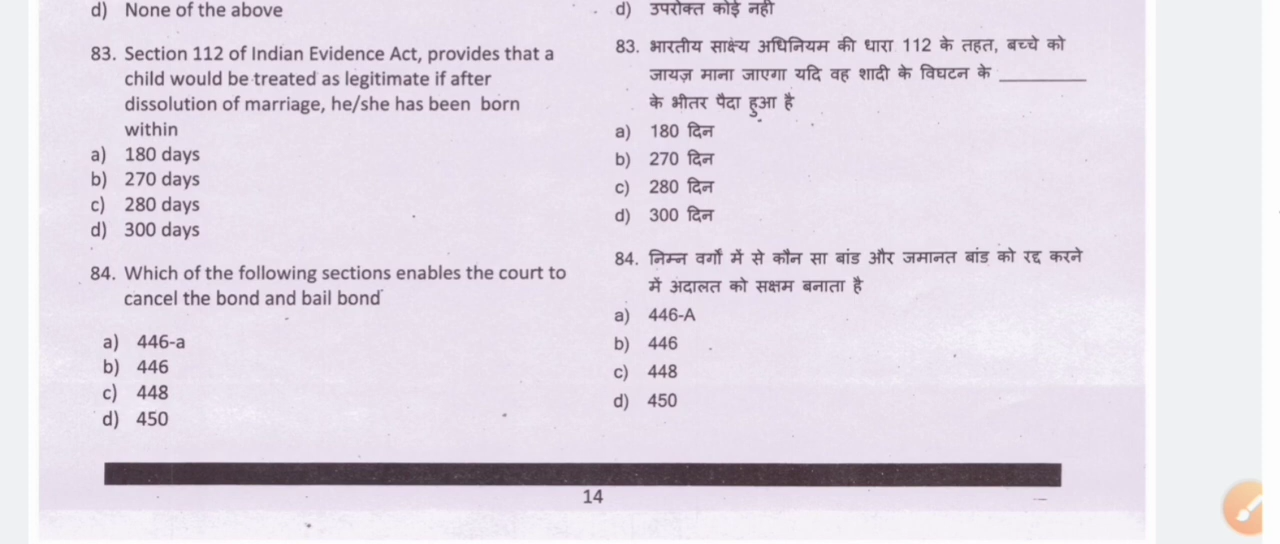 d) None of the above
83. Section 112 of Indian Evidence Act, provides that a
child would be treated as legitimate if after
dissolution of marriage, he/she has been born
within
a) 180 days
b) 270 days
c) 280 days
d) 300 days
84. Which of the following sections enables the court to
cancel the bond and bail bond
a) 446-a
b) 446
c) 448
d) 450
d) उपरोक्त कोई नही
83. भारतीय साक्ष्य अधिनियम की धारा 112 के तहत, बच्चे को
जायज़ माना जाएगा यदि वह शादी के विघटन के ________
के भीतर पैदा हुआ है
a) 180 दिन
b) 270 दिन
c) 280 दिन
d) 300 दिन
84. निम्न वर्गों में से कौन सा बांड और जमानत बांड को रद्द करने
में अदालत को सक्षम बनाता है
a) 446-A
b) 446
c) 448
d) 450
14